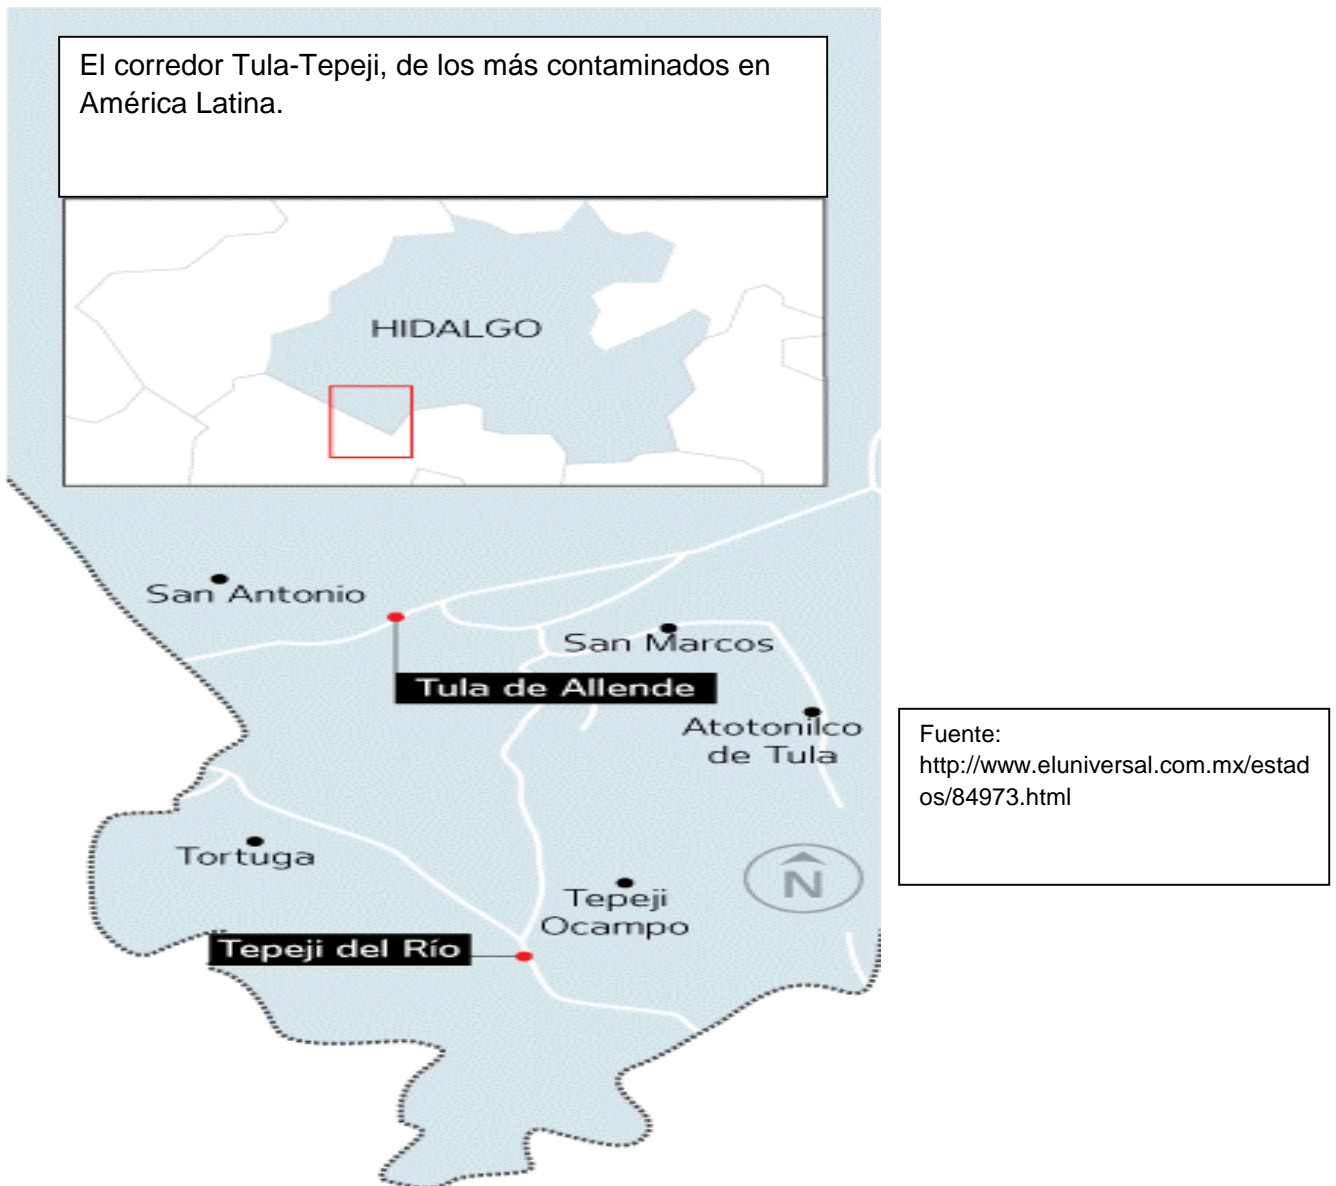 El corredor Tula-Tepeji, de los más contaminados en
América Latina.
HIDALGO
San Antonio
San Marcos
Tula de Allende
Atotonilco
de Tula
Fuente:
http://www.eluniversal.com.mx/estad
os/84973.html
Tortuga
N
Tepeji
Ocampo
Tepeji del Río